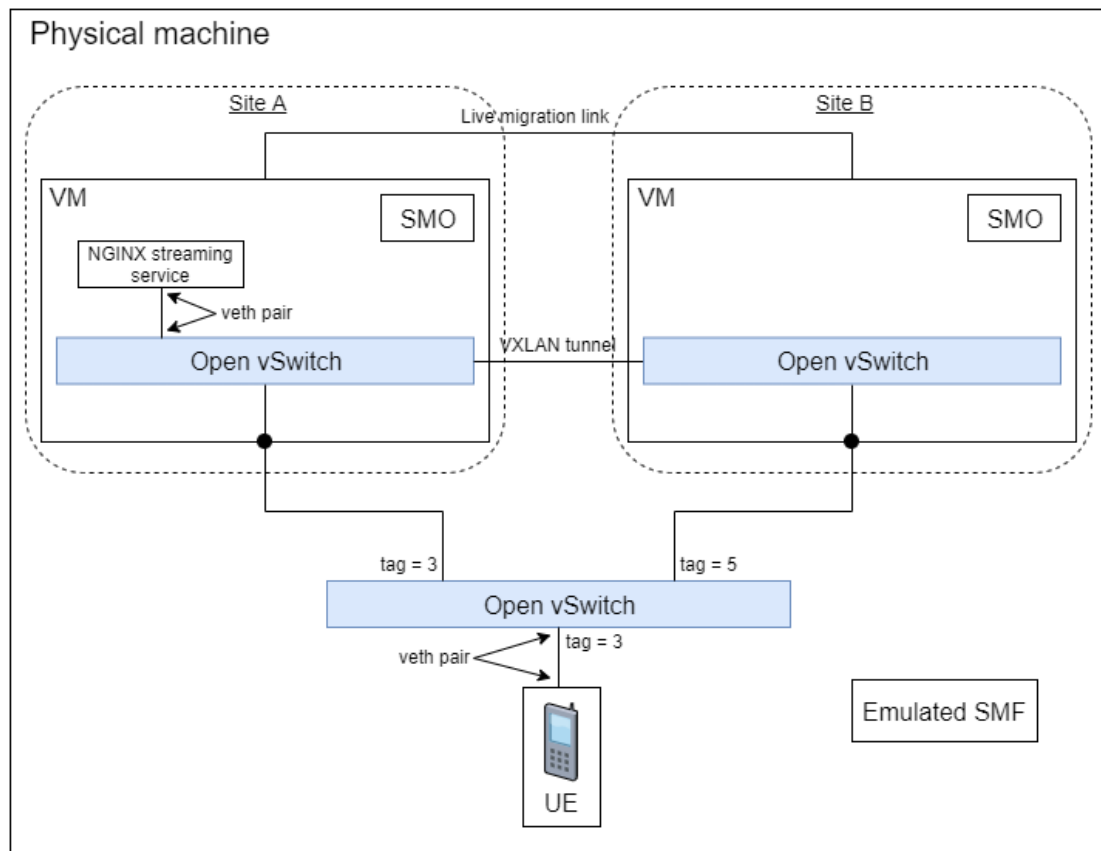 Physical machine
Site A
Site B
Live migration link
VM
SMO
VM
SMO
NGINX streaming
service
veth pair
Open vSwitch
VXLAN tunnel
Open vSwitch
tag = 3
tag = 5
Open vSwitch
veth pair
tag = 3
Emulated SMF
UE